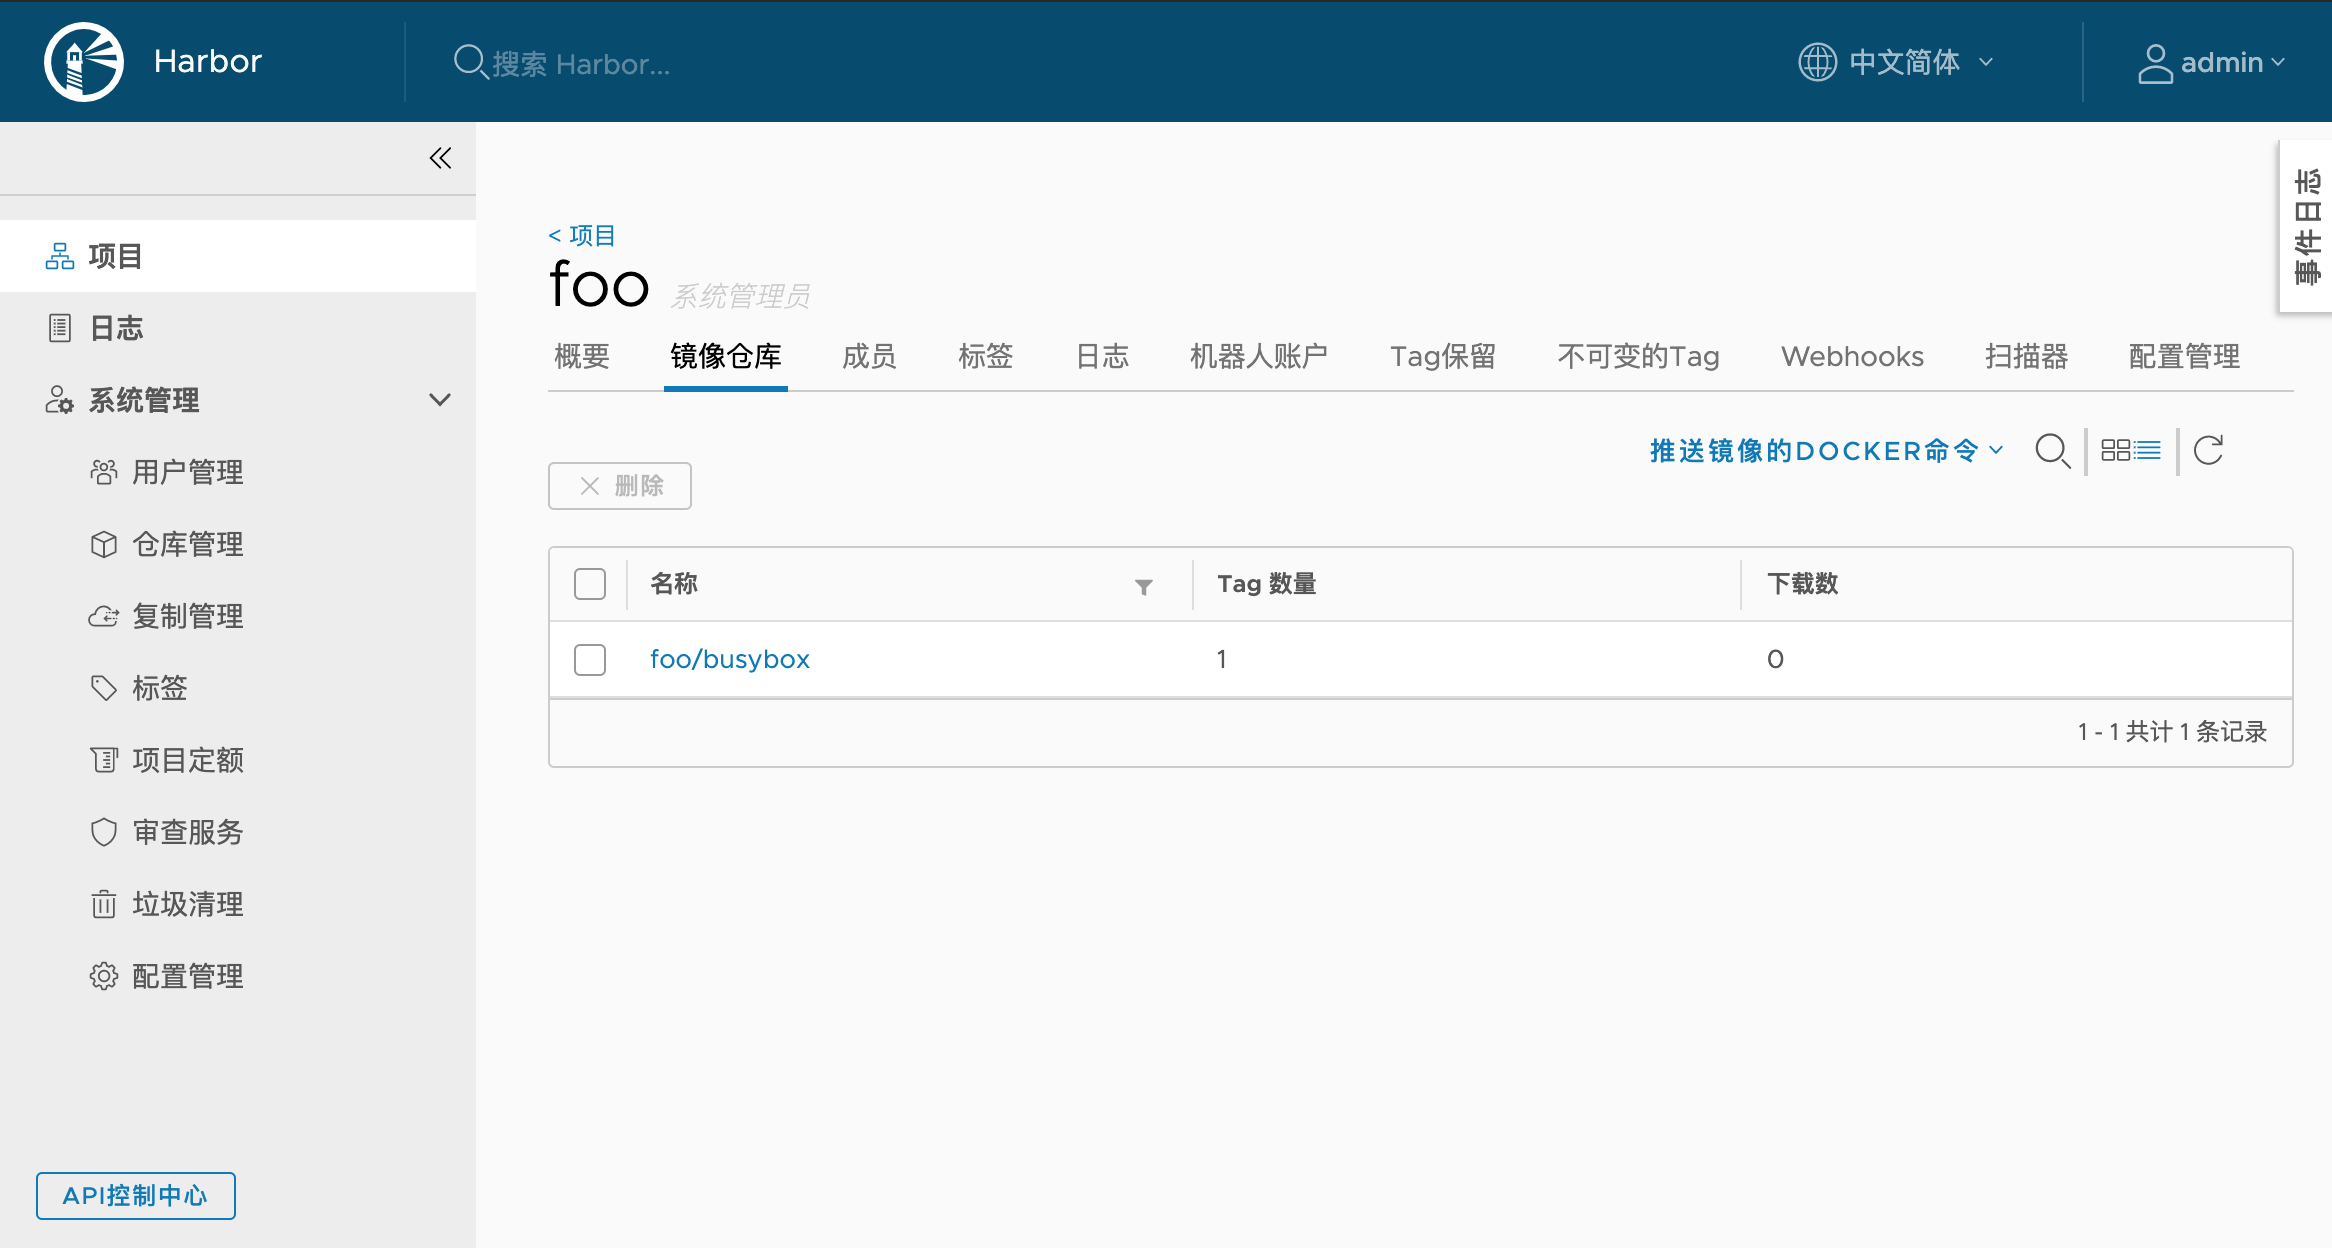 Harbor
搜索 Harbor...
中文简体
admin
事件日志
项目
日志
系统管理
用户管理
仓库管理
复制管理
标签
项目定额
审查服务
垃圾清理
配置管理
API控制中心
< 项目
foo 系统管理员
概要 镜像仓库 成员 标签 日志 机器人账户 Tag保留 不可变的Tag Webhooks 扫描器 配置管理
推送镜像的DOCKER命令
删除
名称 Tag 数量 下载数
foo/busybox 1 0
1 - 1 共计 1 条记录